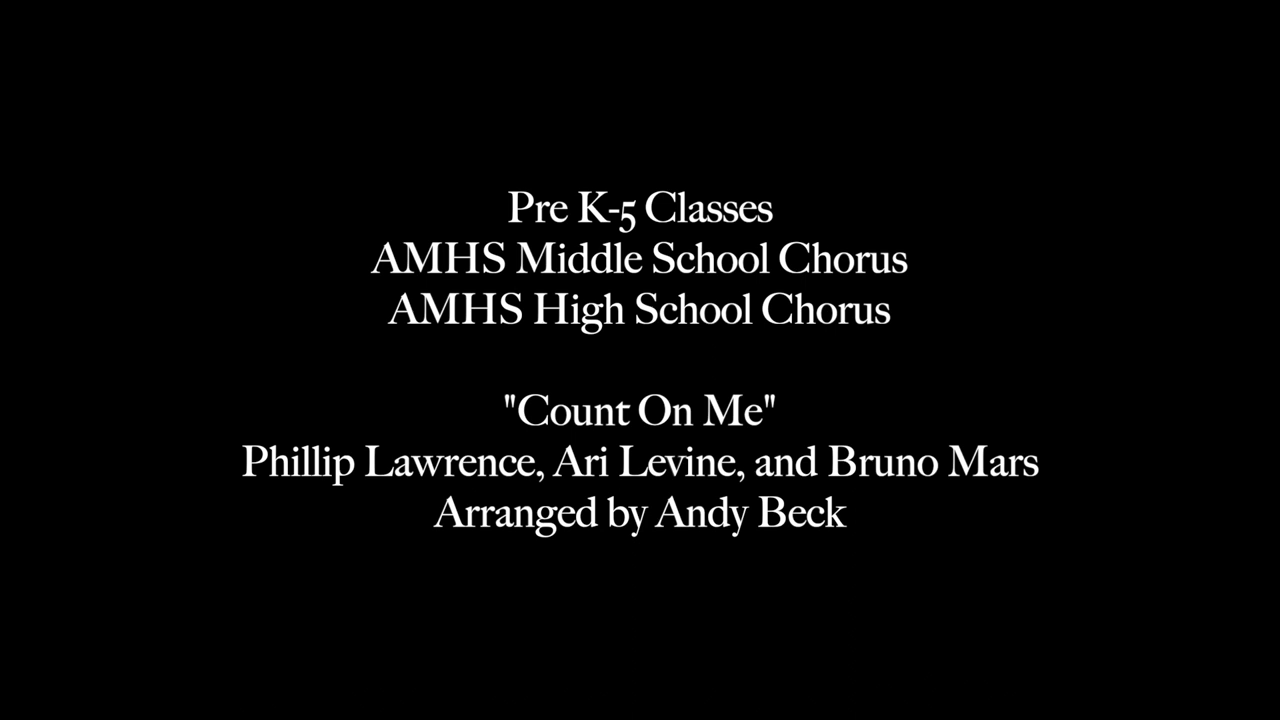 Pre K-5 Classes
AMHS Middle School Chorus
AMHS High School Chorus
"Count On Me"
Phillip Lawrence, Ari Levine, and Bruno Mars
Arranged by Andy Beck